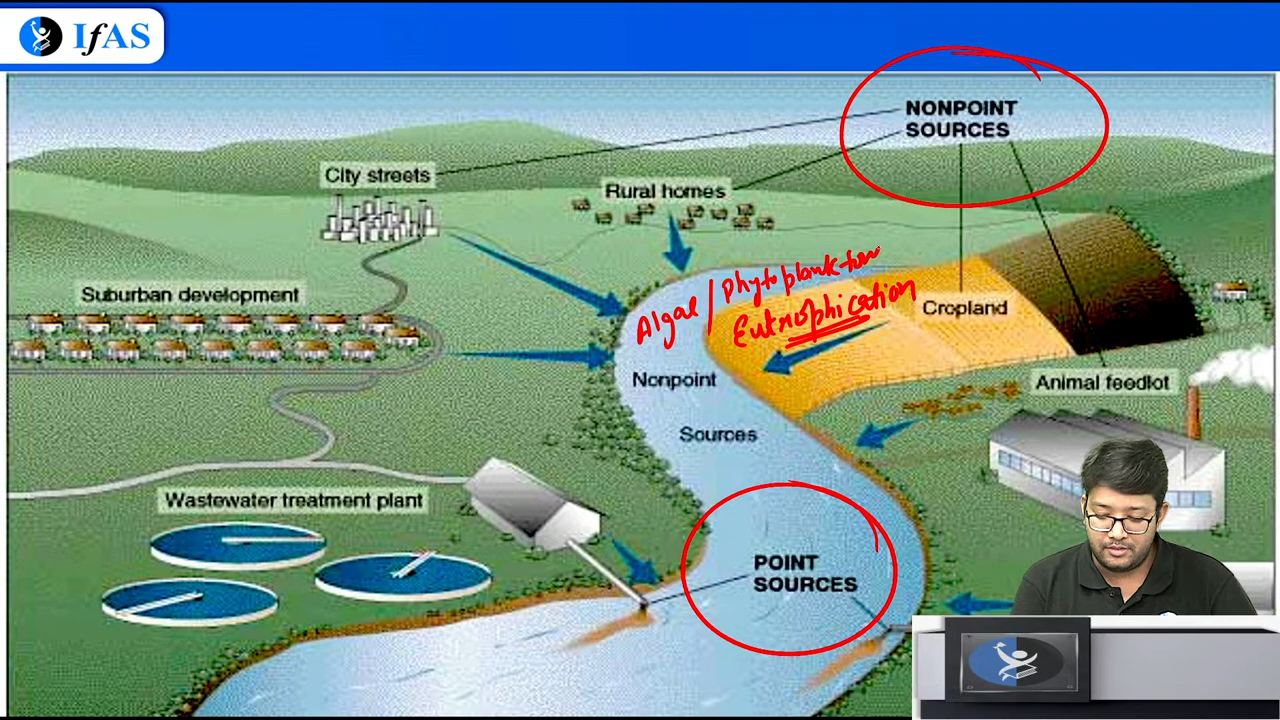 IfAS
NONPOINT
SOURCES
City streets
Rural homes
Algae / Phytoplankton
Eutrophication
Suburban development
Cropland
Nonpoint
Sources
Animal feedlot
Wastewater treatment plant
POINT
SOURCES